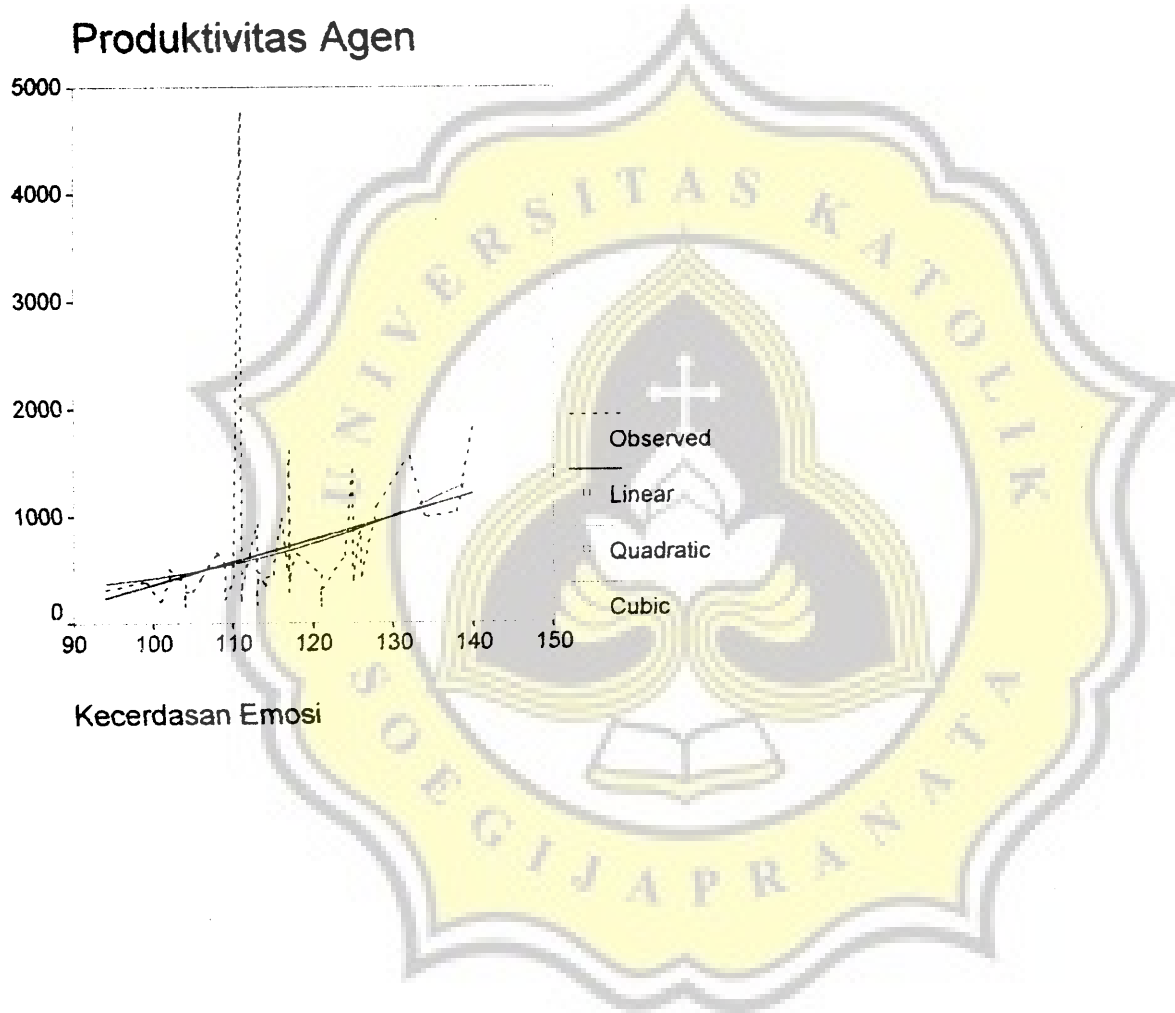 Produktivitas Agen
5000
4000
3000
2000
1000
0
90 100 110 120 130 140 150
Kecerdasan Emosi
Observed
Linear
Quadratic
Cubic
UNIVERSITAS KATOLIK
SOEGIJAPRANATA